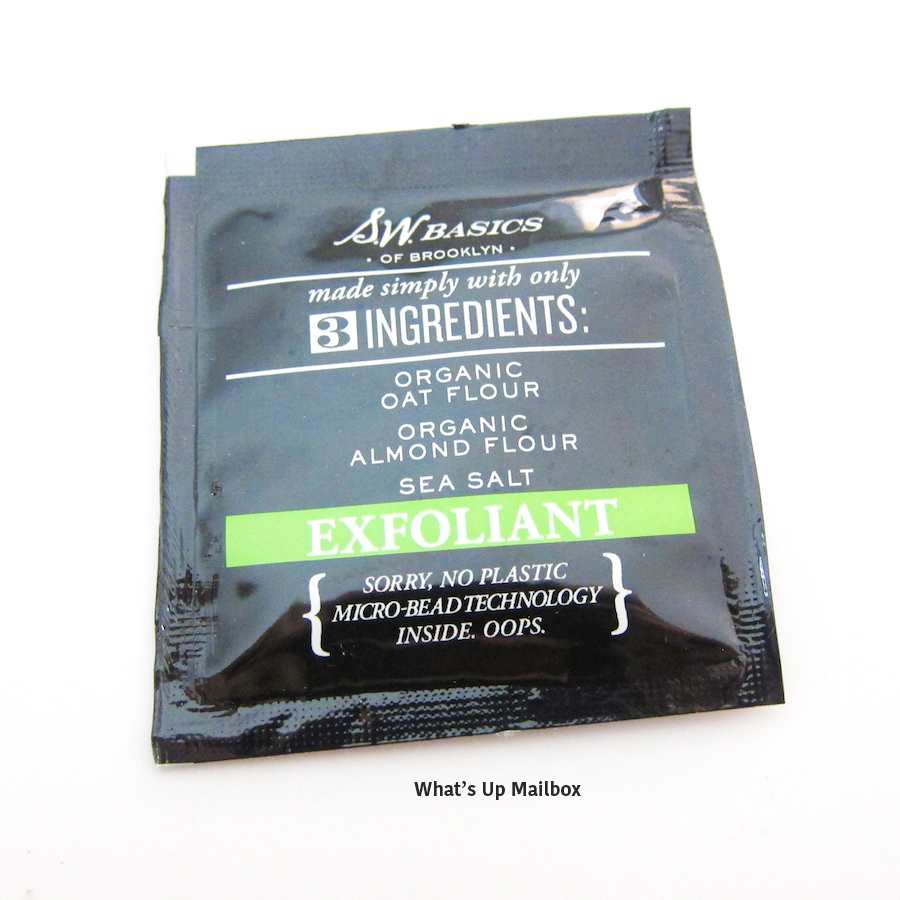 S.W. BASICS
• OF BROOKLYN •
made simply with only
3 INGREDIENTS:
ORGANIC
OAT FLOUR
ORGANIC
ALMOND FLOUR
SEA SALT
EXFOLIANT
{ SORRY, NO PLASTIC
MICRO-BEAD TECHNOLOGY
INSIDE. OOPS. }
What's Up Mailbox